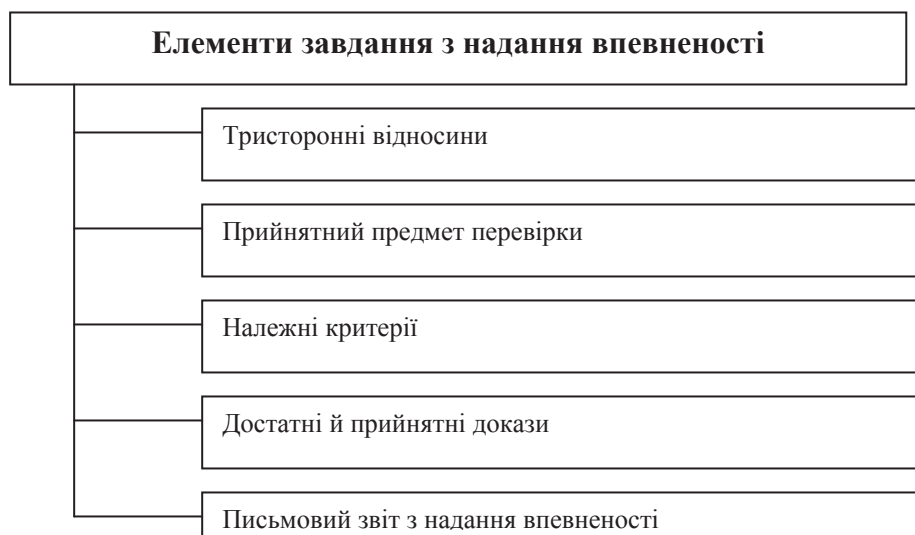 Елементи завдання з надання впевненості
Тристоронні відносини
Прийнятний предмет перевірки
Належні критерії
Достатні й прийнятні докази
Письмовий звіт з надання впевненості